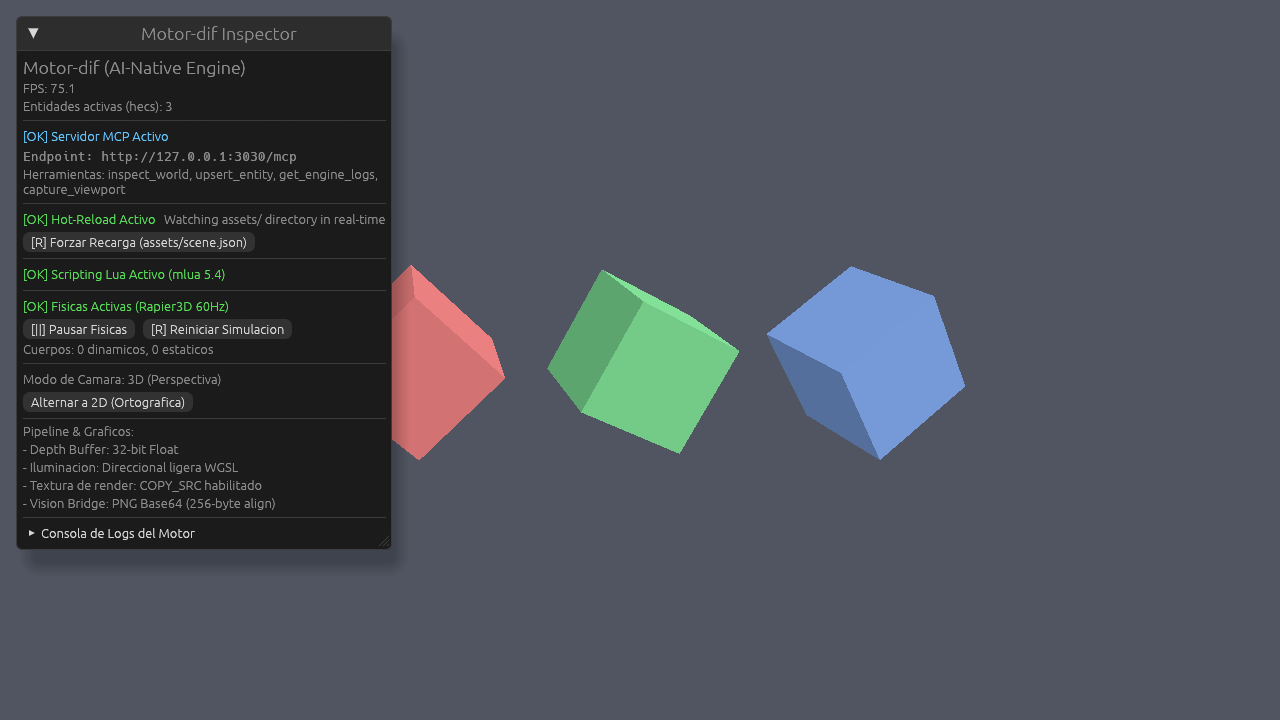 ▼ Motor-dif Inspector
Motor-dif (AI-Native Engine)
FPS: 75.1
Entidades activas (hecs): 3
[OK] Servidor MCP Activo
Endpoint: http://127.0.0.1:3030/mcp
Herramientas: inspect_world, upsert_entity, get_engine_logs,
capture_viewport
[OK] Hot-Reload Activo Watching assets/ directory in real-time
[R] Forzar Recarga (assets/scene.json)
[OK] Scripting Lua Activo (mlua 5.4)
[OK] Fisicas Activas (Rapier3D 60Hz)
[||] Pausar Fisicas [R] Reiniciar Simulacion
Cuerpos: 0 dinamicos, 0 estaticos
Modo de Camara: 3D (Perspectiva)
Alternar a 2D (Ortografica)
Pipeline & Graficos:
- Depth Buffer: 32-bit Float
- Iluminacion: Direccional ligera WGSL
- Textura de render: COPY_SRC habilitado
- Vision Bridge: PNG Base64 (256-byte align)
▸ Consola de Logs del Motor